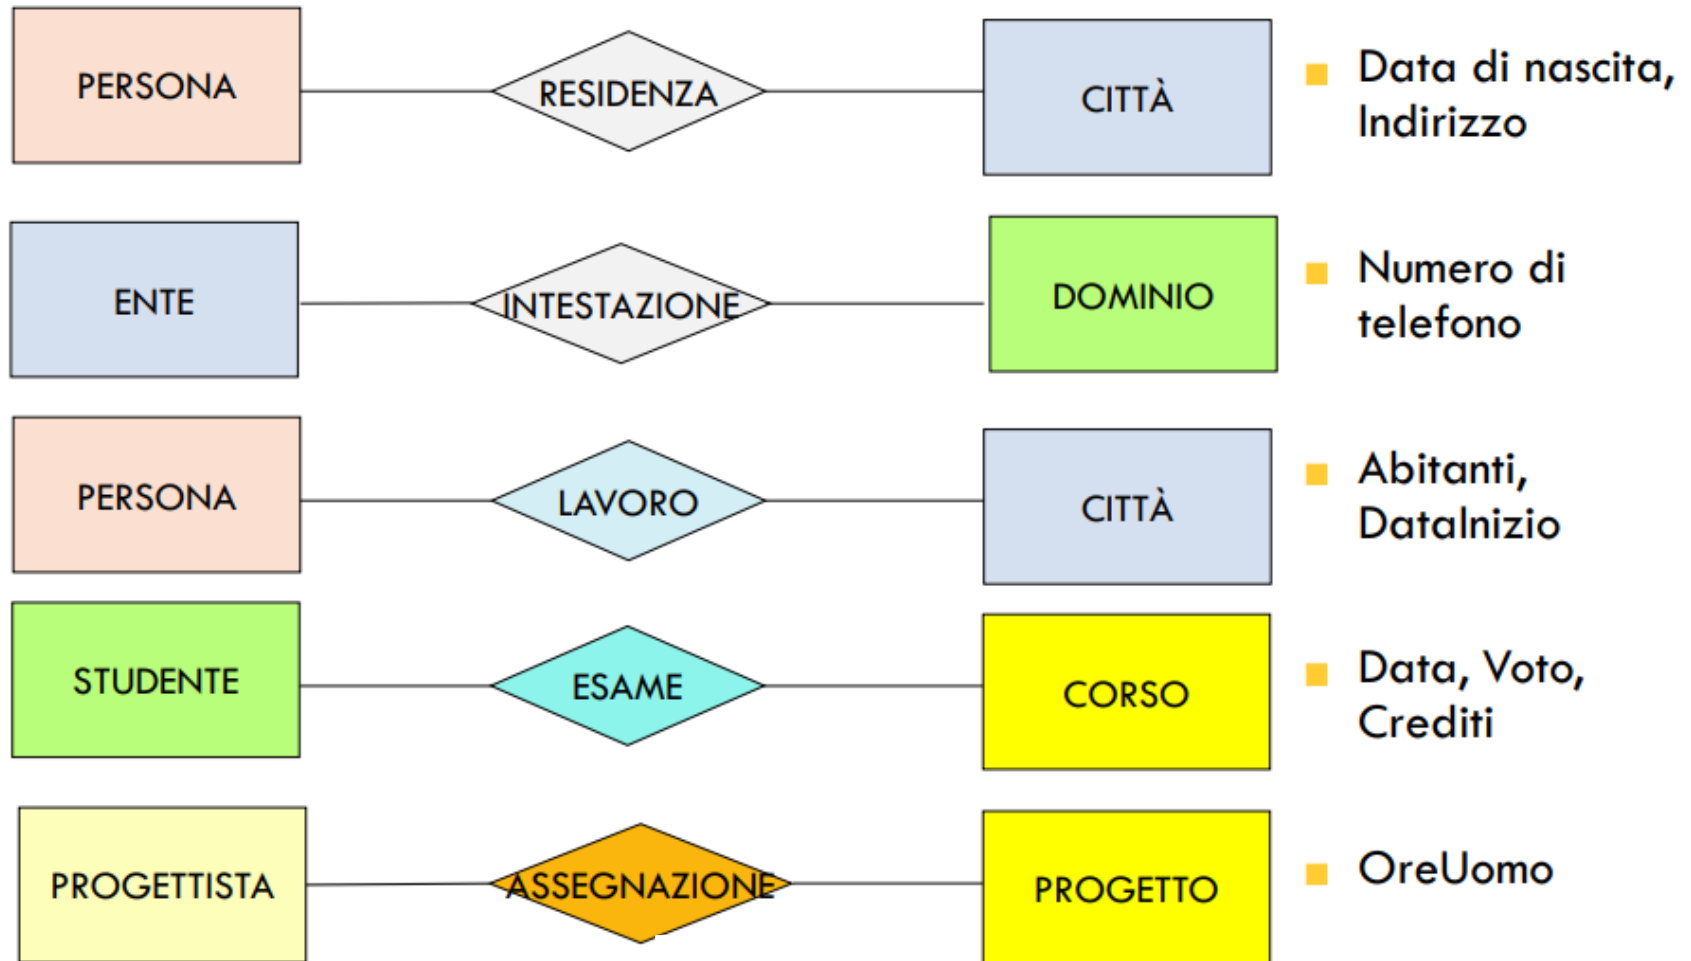 PERSONA
RESIDENZA
CITTÀ
Data di nascita,
Indirizzo
ENTE
INTESTAZIONE
DOMINIO
Numero di
telefono
PERSONA
LAVORO
CITTÀ
Abitanti,
DataInizio
STUDENTE
ESAME
CORSO
Data, Voto,
Crediti
PROGETTISTA
ASSEGNAZIONE
PROGETTO
OreUomo